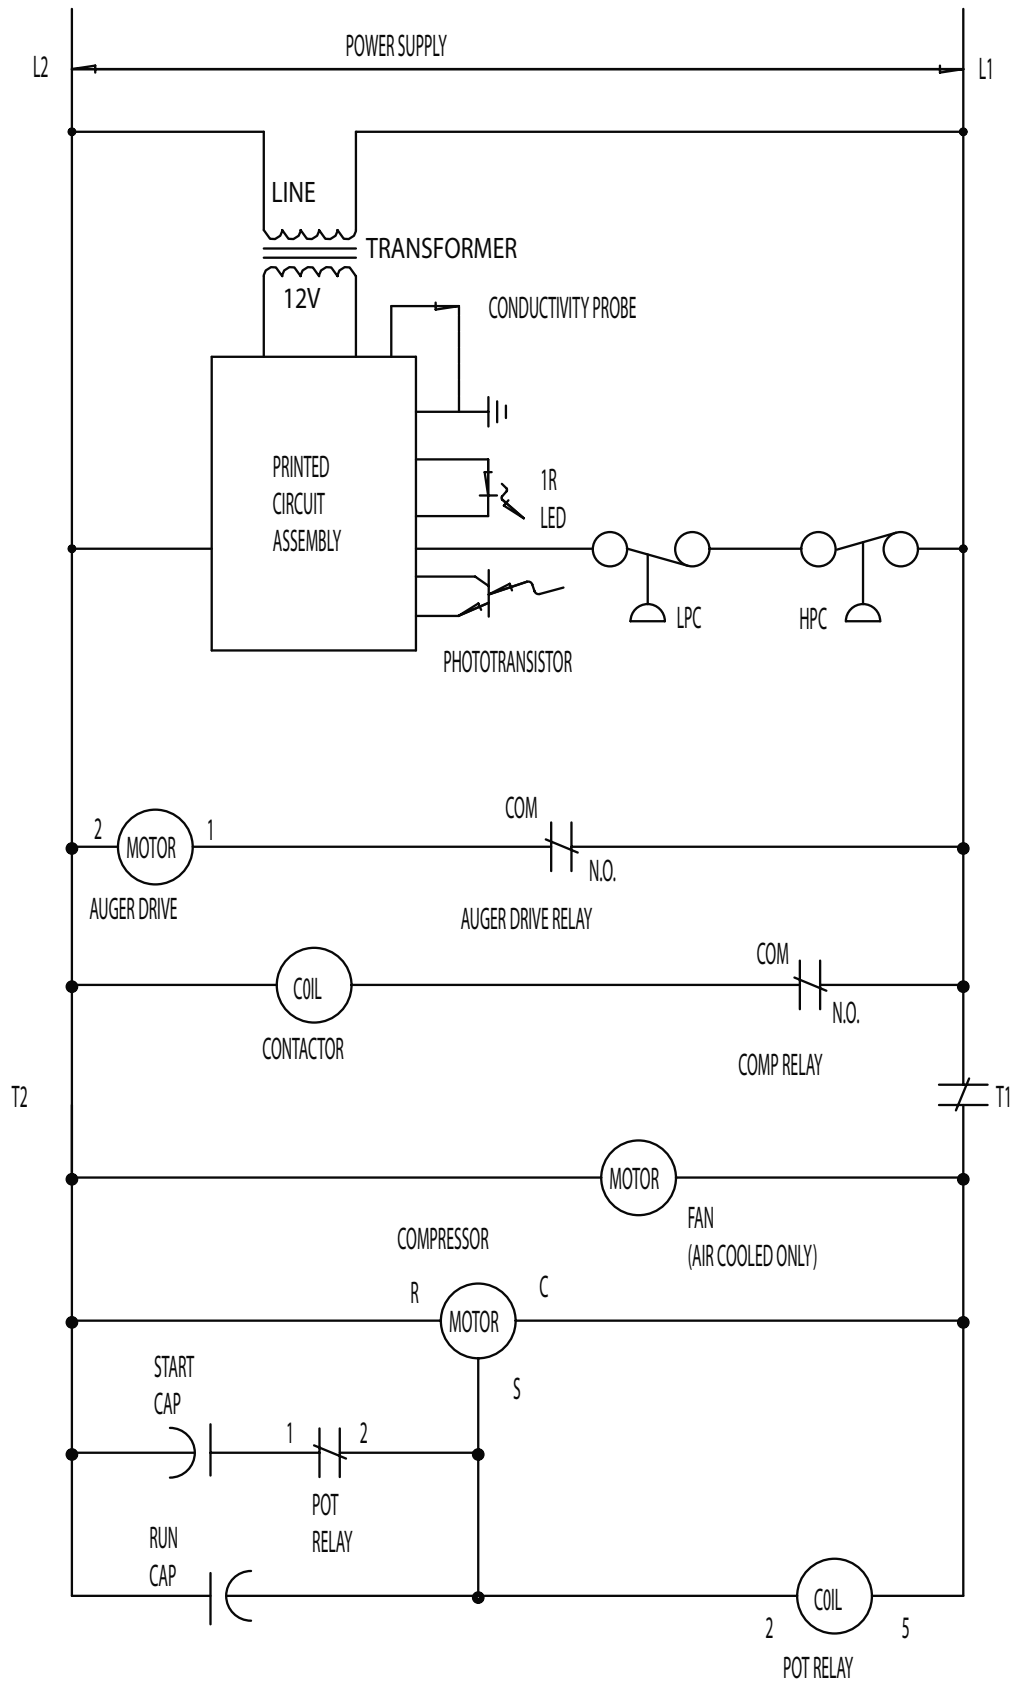 POWER SUPPLY
L2
L1
LINE
TRANSFORMER
12V
CONDUCTIVITY PROBE
PRINTED
CIRCUIT
ASSEMBLY
1R
LED
LPC
HPC
PHOTOTRANSISTOR
COM
2
MOTOR
1
N.O.
AUGER DRIVE
AUGER DRIVE RELAY
COM
COIL
N.O.
CONTACTOR
COMP RELAY
T2
T1
MOTOR
FAN
(AIR COOLED ONLY)
COMPRESSOR
R
C
MOTOR
START
CAP
S
1
2
POT
RELAY
RUN
CAP
COIL
2
5
POT RELAY